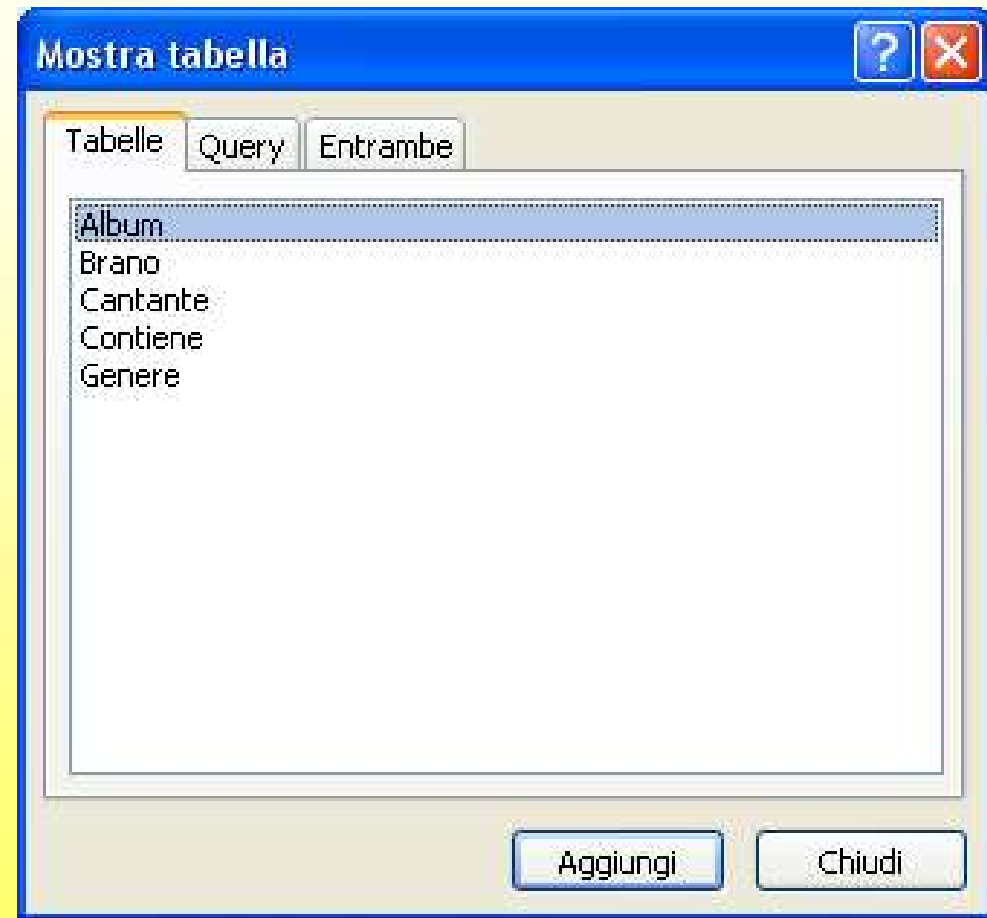 Mostra tabella ?
Tabelle Query Entrambe
Album
Brano
Cantante
Contiene
Genere
Aggiungi Chiudi